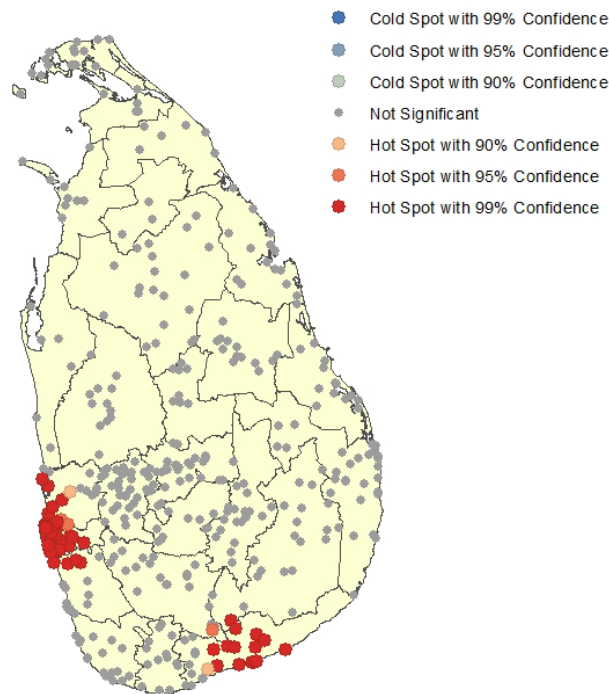 Cold Spot with 99% Confidence
Cold Spot with 95% Confidence
Cold Spot with 90% Confidence
Not Significant
Hot Spot with 90% Confidence
Hot Spot with 95% Confidence
Hot Spot with 99% Confidence